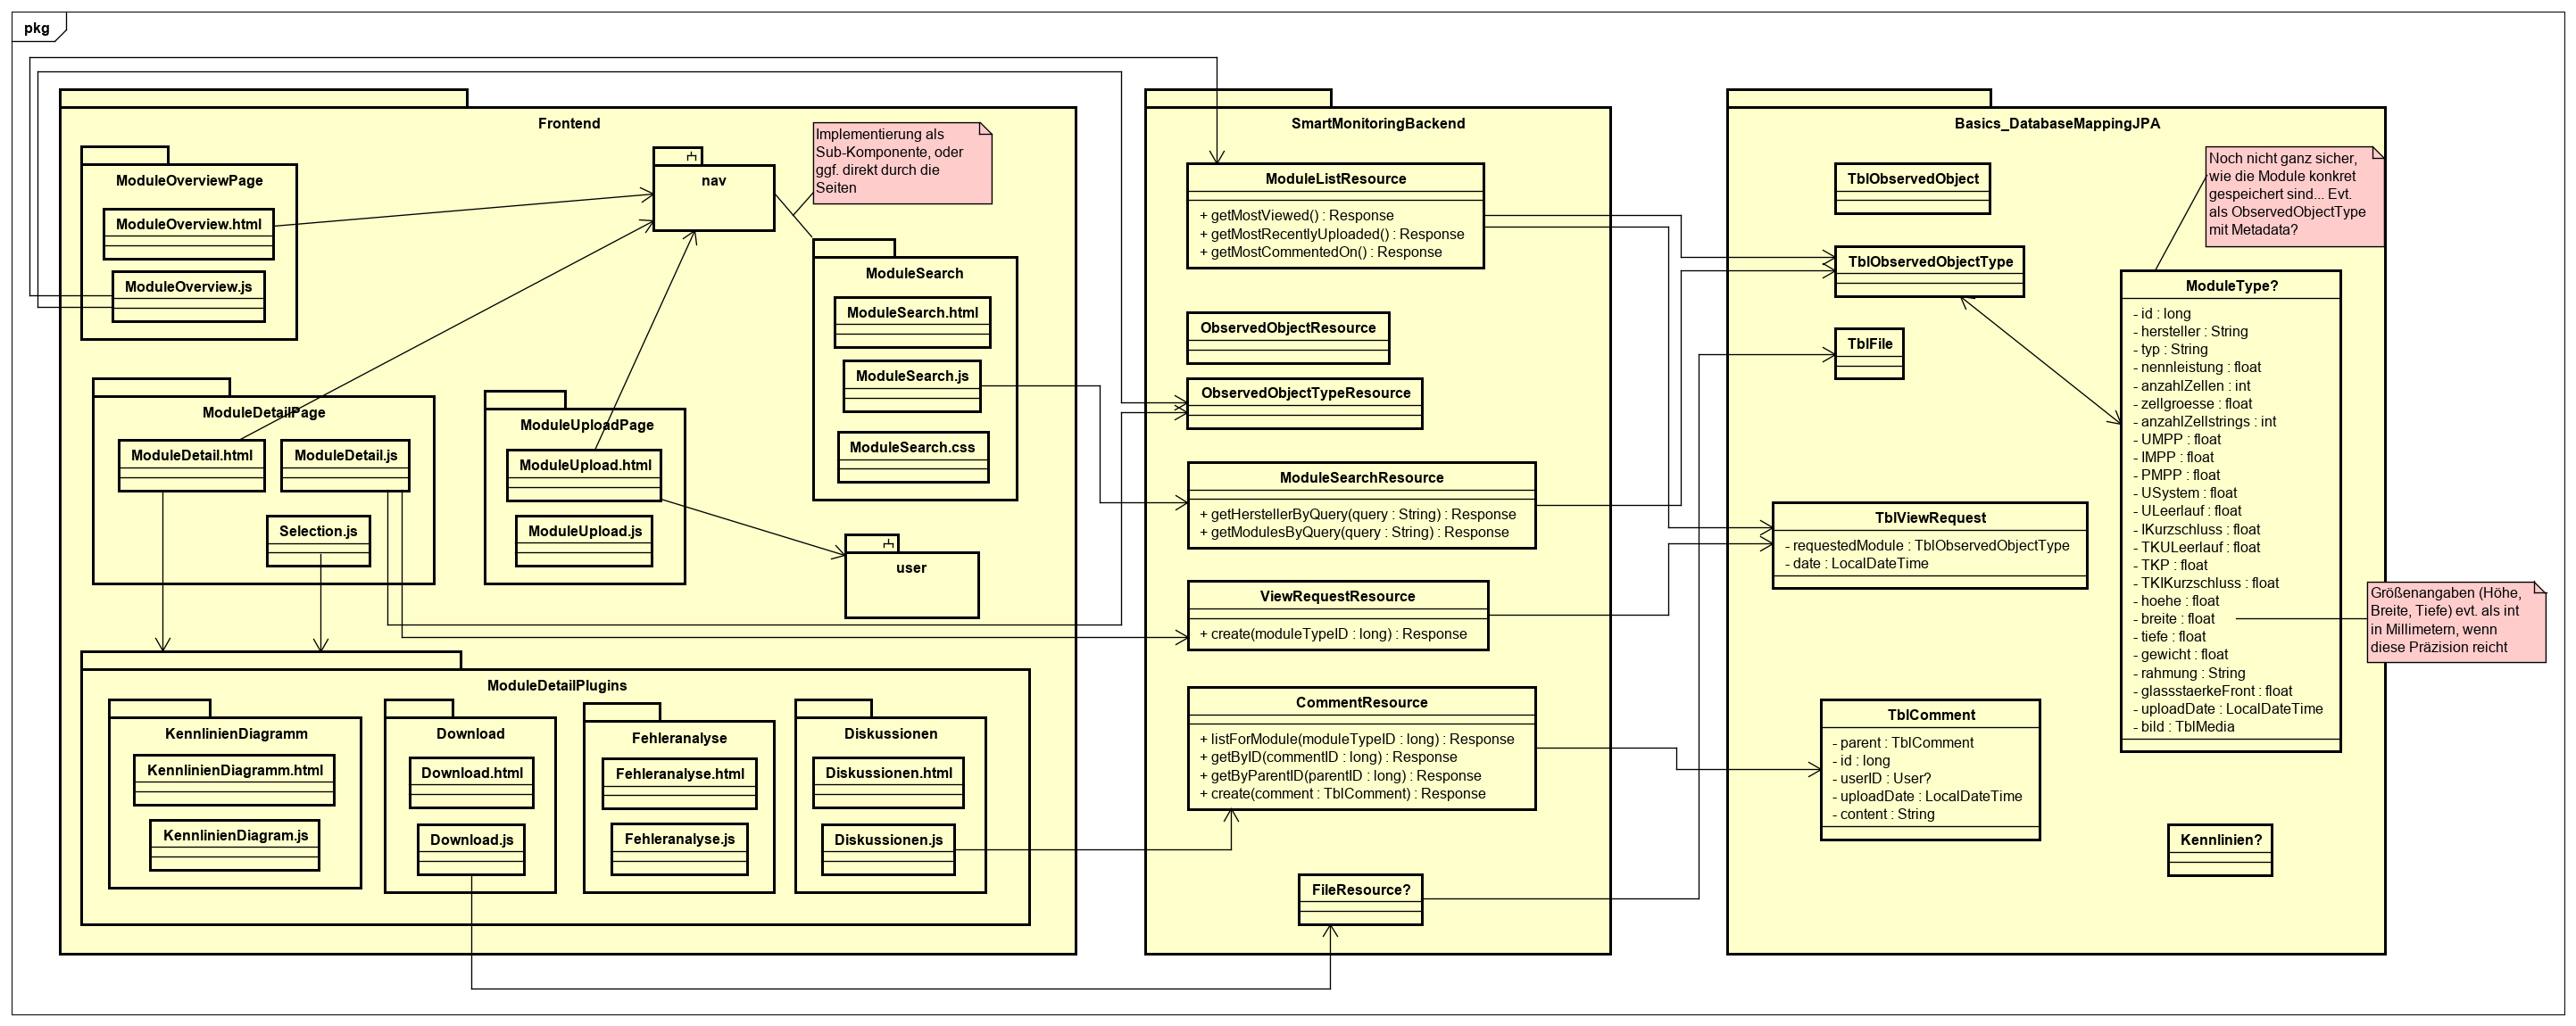 pkg
Frontend
ModuleOverviewPage
ModuleOverview.html
ModuleOverview.js
nav
Implementierung als
Sub-Komponente, oder
ggf. direkt durch die
Seiten
ModuleSearch
ModuleSearch.html
ModuleSearch.js
ModuleSearch.css
ModuleDetailPage
ModuleDetail.html
ModuleDetail.js
Selection.js
ModuleUploadPage
ModuleUpload.html
ModuleUpload.js
user
ModuleDetailPlugins
KennlinienDiagramm
KennlinienDiagramm.html
KennlinienDiagram.js
Download
Download.html
Download.js
Fehleranalyse
Fehleranalyse.html
Fehleranalyse.js
Diskussionen
Diskussionen.html
Diskussionen.js
SmartMonitoringBackend
ModuleListResource
+ getMostViewed() : Response
+ getMostRecentlyUploaded() : Response
+ getMostCommentedOn() : Response
ObservedObjectResource
ObservedObjectTypeResource
ModuleSearchResource
+ getHerstellerByQuery(query : String) : Response
+ getModulesByQuery(query : String) : Response
ViewRequestResource
+ create(moduleTypeID : long) : Response
CommentResource
+ listForModule(moduleTypeID : long) : Response
+ getByID(commentID : long) : Response
+ getByParentID(parentID : long) : Response
+ create(comment : TblComment) : Response
FileResource?
Basics_DatabaseMappingJPA
TblObservedObject
TblObservedObjectType
TblFile
TblViewRequest
- requestedModule : TblObservedObjectType
- date : LocalDateTime
TblComment
- parent : TblComment
- id : long
- userID : User?
- uploadDate : LocalDateTime
- content : String
Noch nicht ganz sicher,
wie die Module konkret
gespeichert sind... Evt.
als ObservedObjectType
mit Metadata?
ModuleType?
- id : long
- hersteller : String
- typ : String
- nennleistung : float
- anzahlZellen : int
- zellgroesse : float
- anzahlZellstrings : int
- UMPP : float
- IMPP : float
- PMPP : float
- USystem : float
- ULeerlauf : float
- IKurzschluss : float
- TKULeerlauf : float
- TKP : float
- TKIKurzschluss : float
- hoehe : float
- breite : float
- tiefe : float
- gewicht : float
- rahmung : String
- glassstaerkeFront : float
- uploadDate : LocalDateTime
- bild : TblMedia
Größenangaben (Höhe,
Breite, Tiefe) evt. als int
in Millimetern, wenn
diese Präzision reicht
Kennlinien?